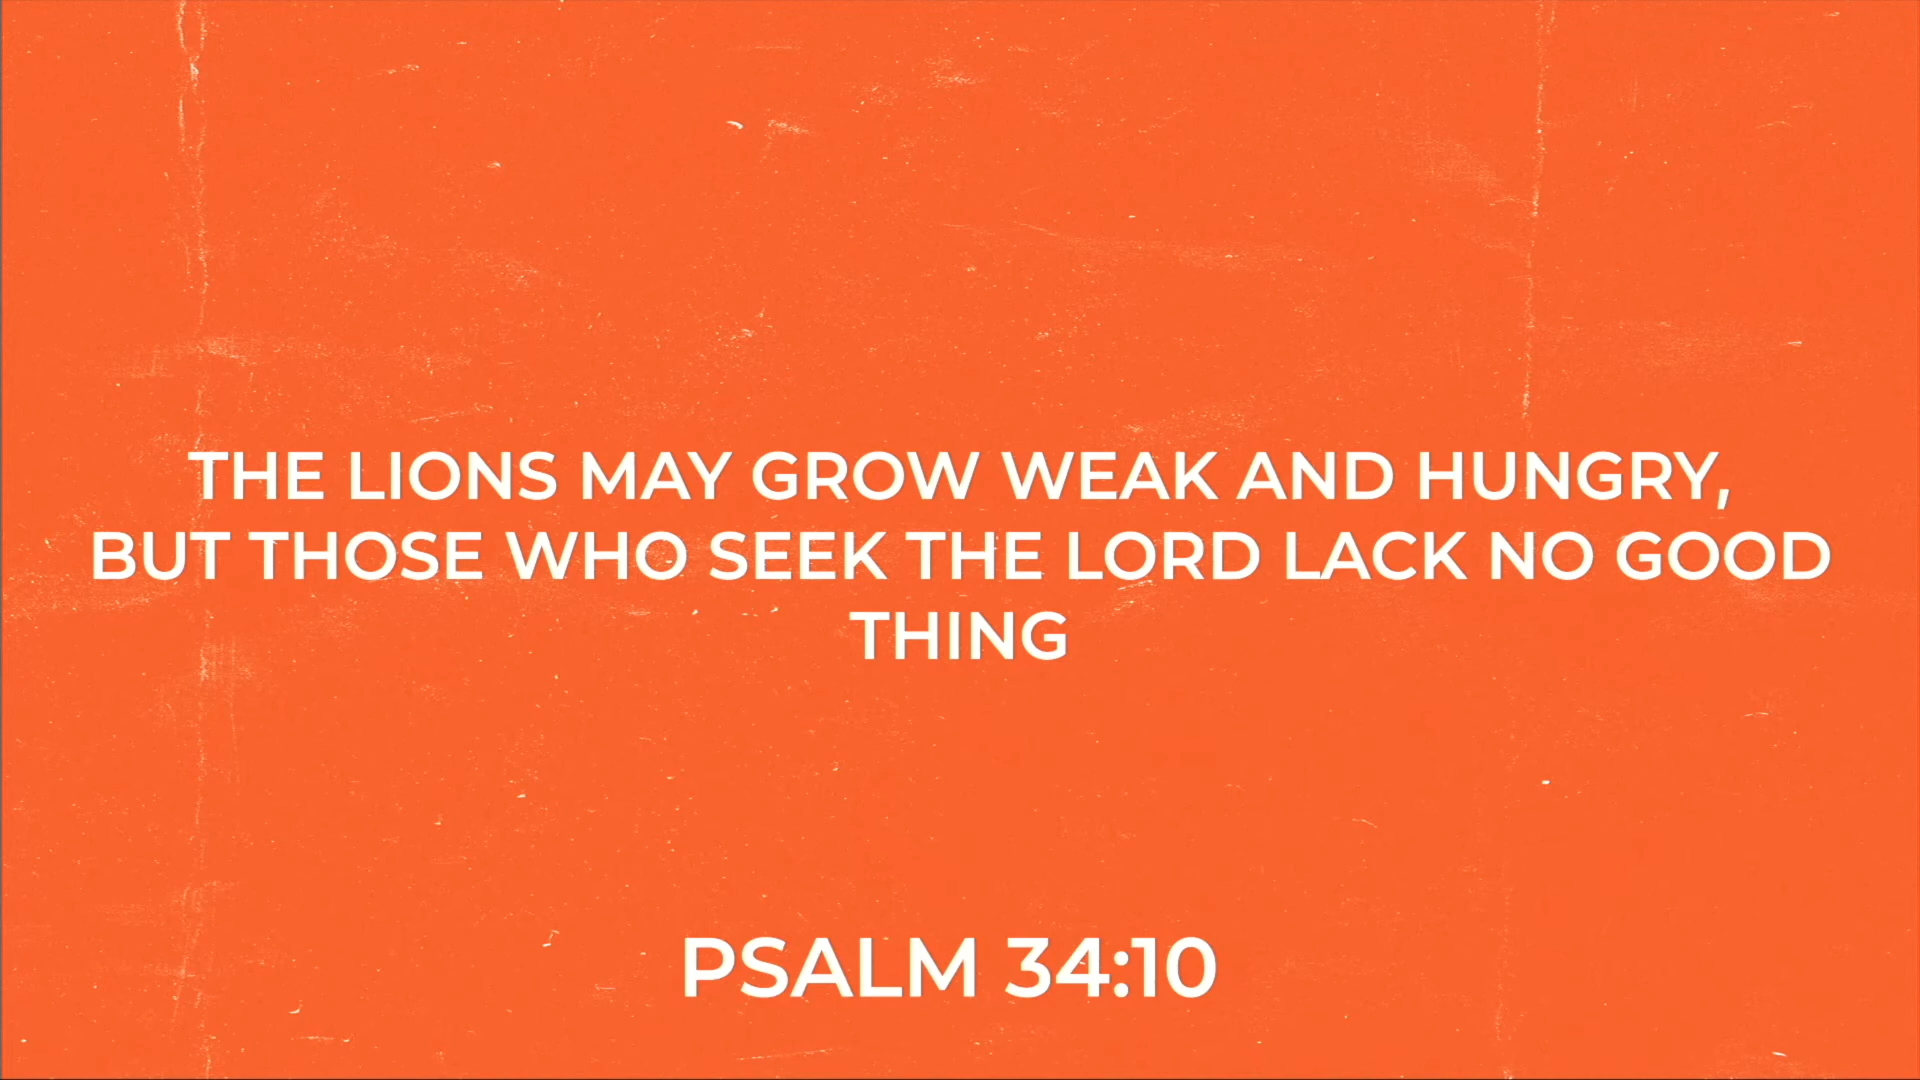 THE LIONS MAY GROW WEAK AND HUNGRY,
BUT THOSE WHO SEEK THE LORD LACK NO GOOD
THING
PSALM 34:10